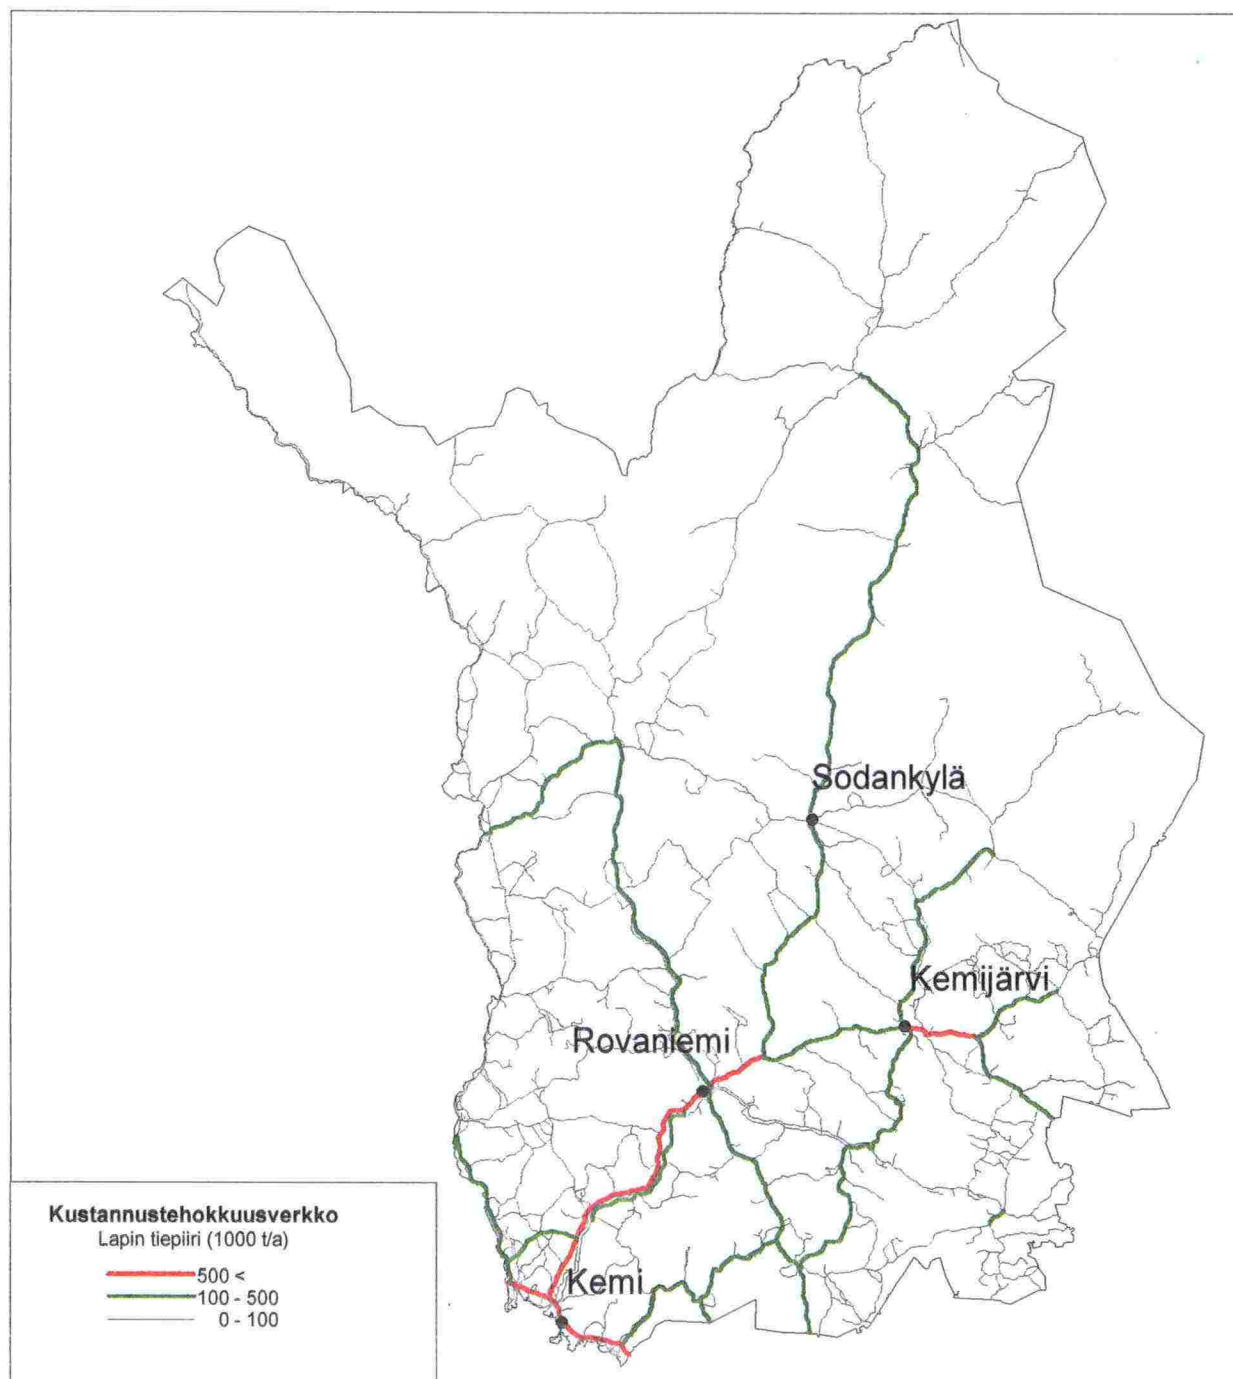 Sodankylä
Kemijärvi
Rovaniemi
Kemi
Kustannustehokkuusverkko
Lapin tiepiiri (1000 t/a)
500 <
100 - 500
0 - 100